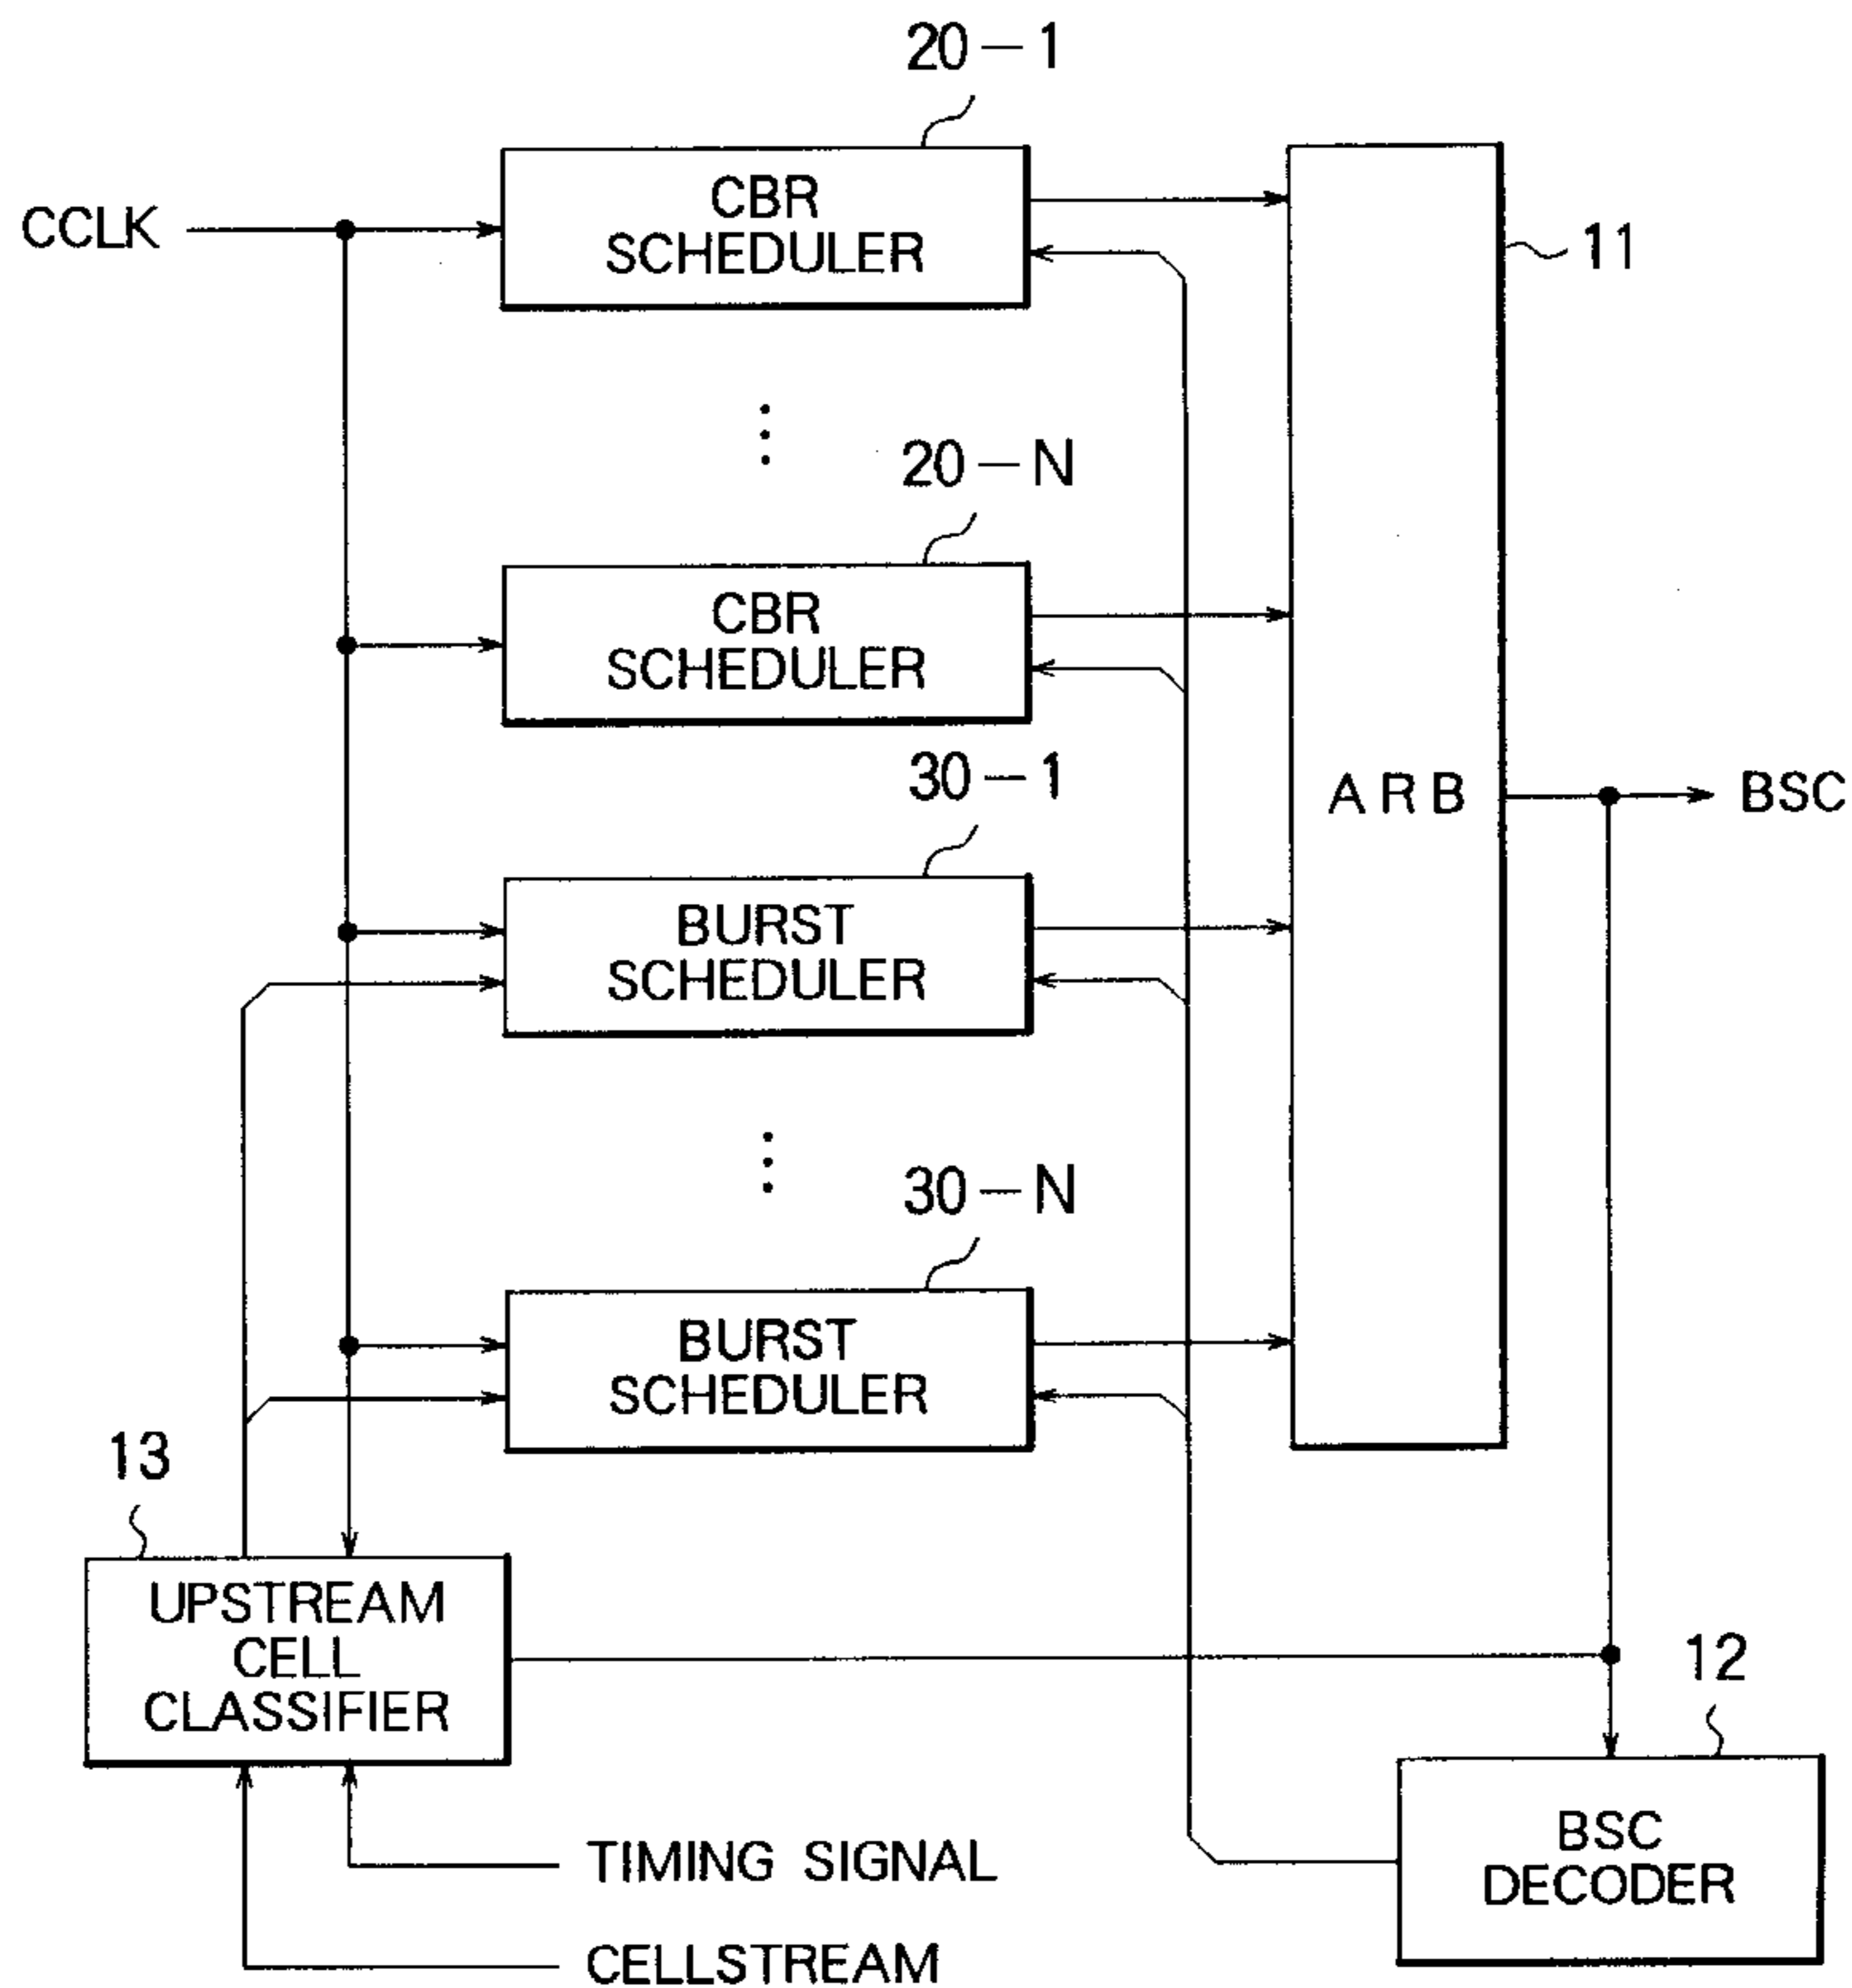 20-1
CBR
SCHEDULER
CCLK
11
20-N
CBR
SCHEDULER
30-1
ARB
BSC
BURST
SCHEDULER
30-N
BURST
SCHEDULER
13
UPSTREAM
CELL
CLASSIFIER
12
BSC
DECODER
TIMING SIGNAL
CELLSTREAM